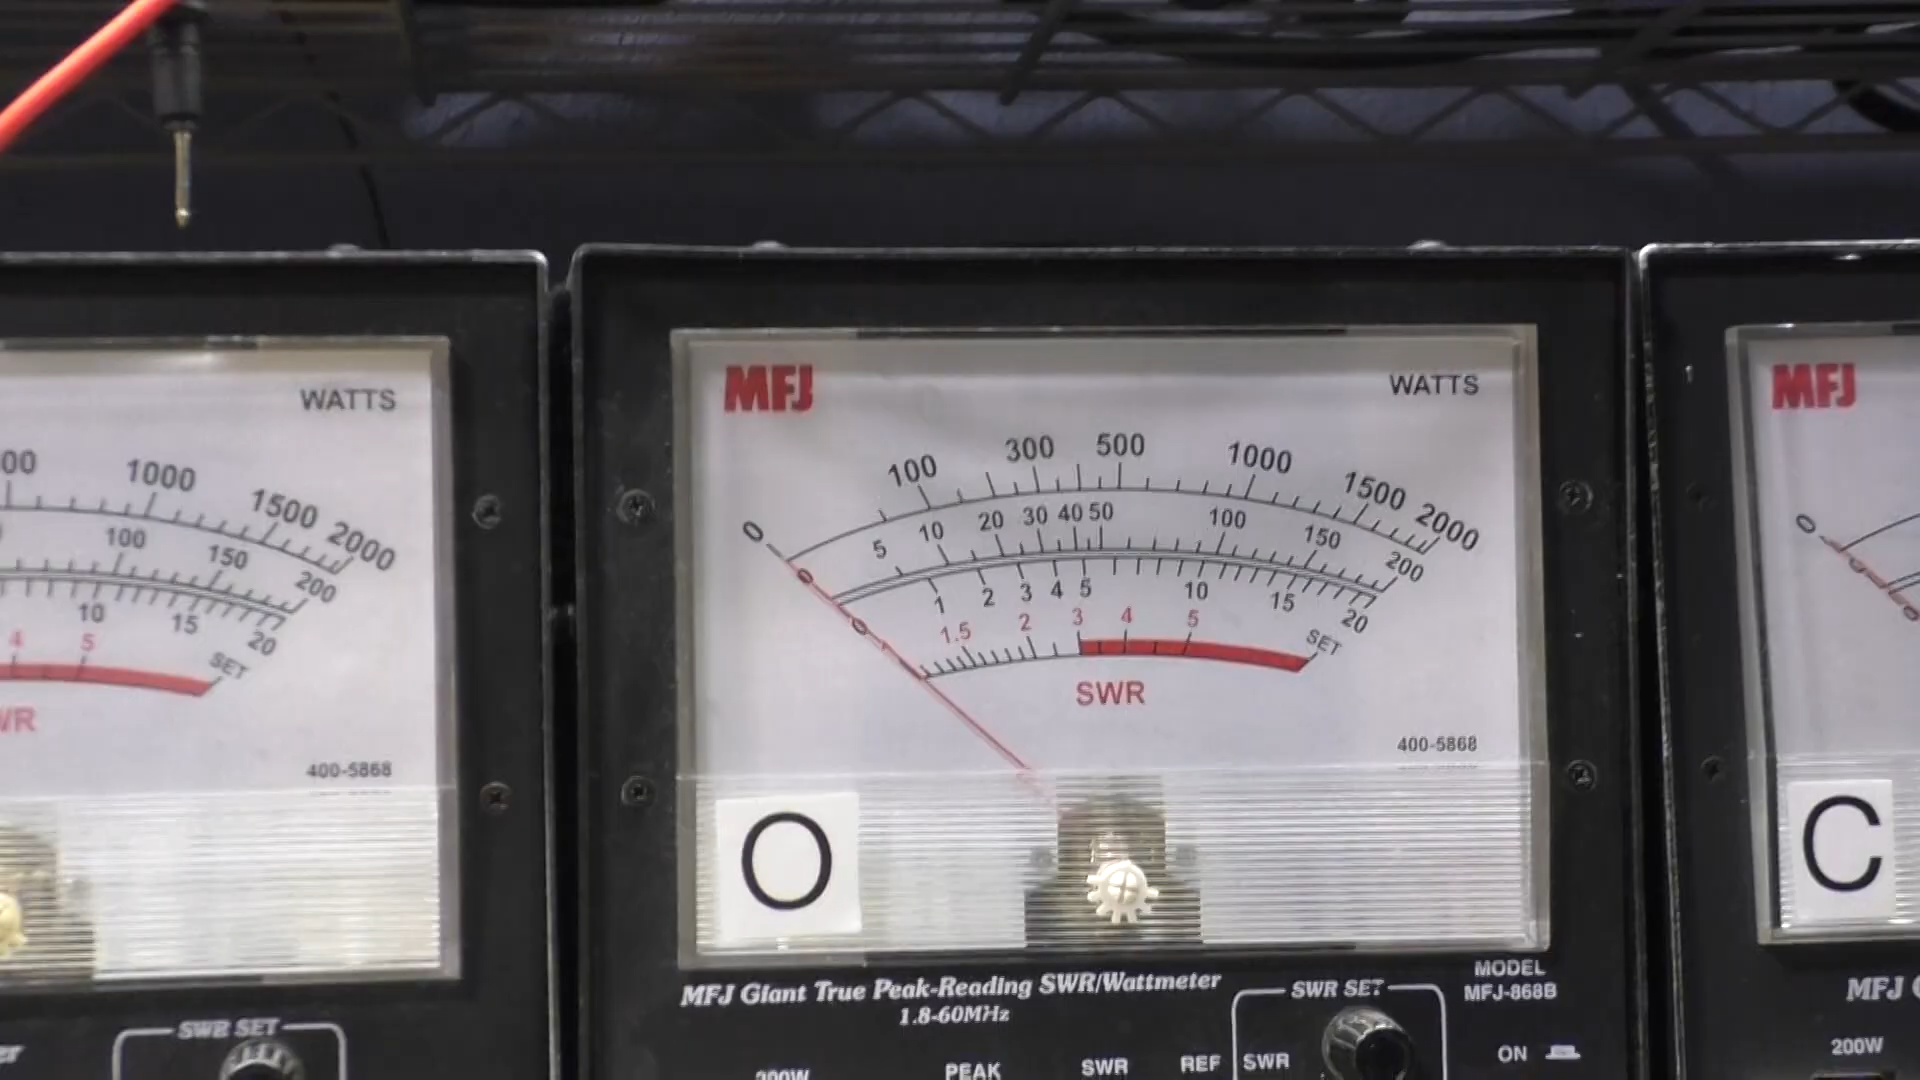 WATTS
1000
1500
2000
100
150
200
10
15
20
4
5
SET
400-5868
SWR SET
MFJ
WATTS
0
100
300
500
1000
1500
2000
0
5
10
20
30
40
50
100
150
200
0
1
2
3
4
5
10
15
20
1.5
2
3
4
5
SET
SWR
400-5868
O
MFJ Giant True Peak-Reading SWR/Wattmeter
1.8-60MHz
SWR SET
MODEL
MFJ-868B
PEAK
SWR
REF
SWR
ON
MFJ
0
0
C
MFJ
200W